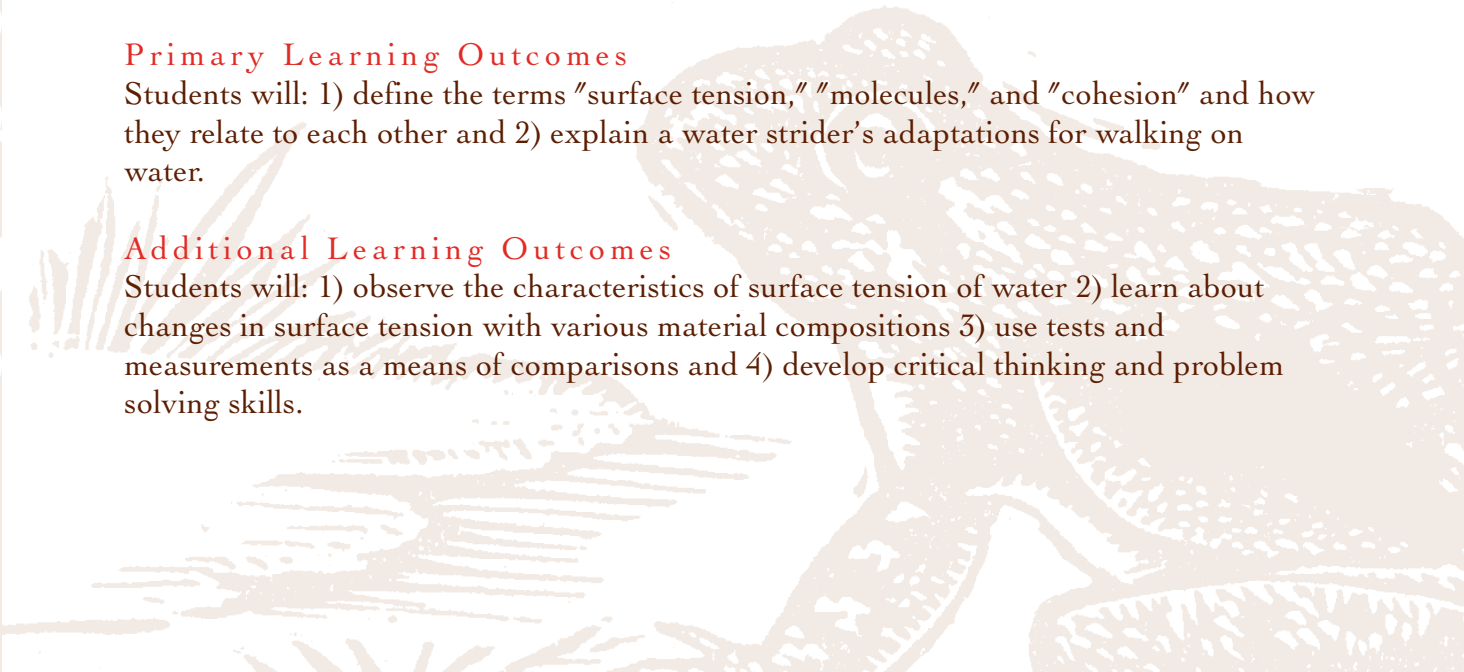 Primary Learning Outcomes
Students will: 1) define the terms "surface tension," "molecules," and "cohesion" and how
they relate to each other and 2) explain a water strider's adaptations for walking on
water.
Additional Learning Outcomes
Students will: 1) observe the characteristics of surface tension of water 2) learn about
changes in surface tension with various material compositions 3) use tests and
measurements as a means of comparisons and 4) develop critical thinking and problem
solving skills.